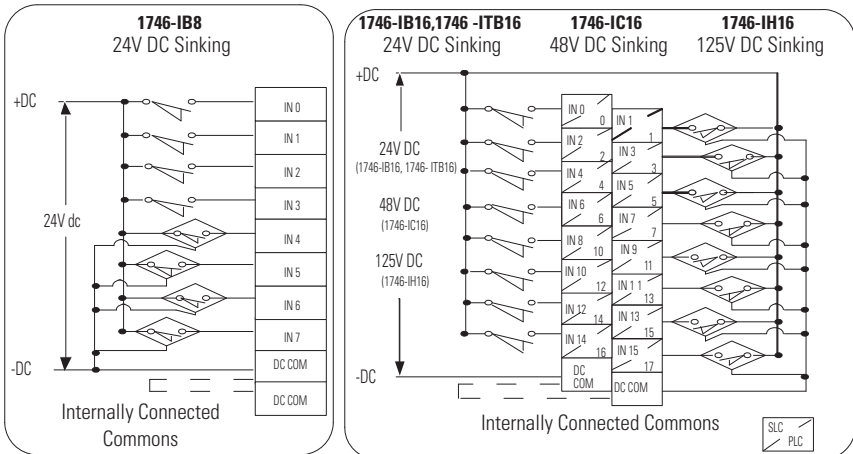 1746-IB8
24V DC Sinking
+DC
24V dc
-DC
IN 0
IN 1
IN 2
IN 3
IN 4
IN 5
IN 6
IN 7
DC COM
DC COM
Internally Connected
Commons
1746-IB16,1746 -ITB16
24V DC Sinking
1746-IC16
48V DC Sinking
1746-IH16
125V DC Sinking
+DC
24V DC
(1746-IB16, 1746- ITB16)
48V DC
(1746-IC16)
125V DC
(1746-IH16)
-DC
IN 0
0
IN 1
1
IN 2
2
IN 3
3
IN 4
4
IN 5
5
IN 6
6
IN 7
7
IN 8
10
IN 9
11
IN 10
12
IN 1 1
13
IN 12
14
IN 13
15
IN 14
16
IN 15
17
DC
COM
DC COM
Internally Connected Commons
SLC
PLC